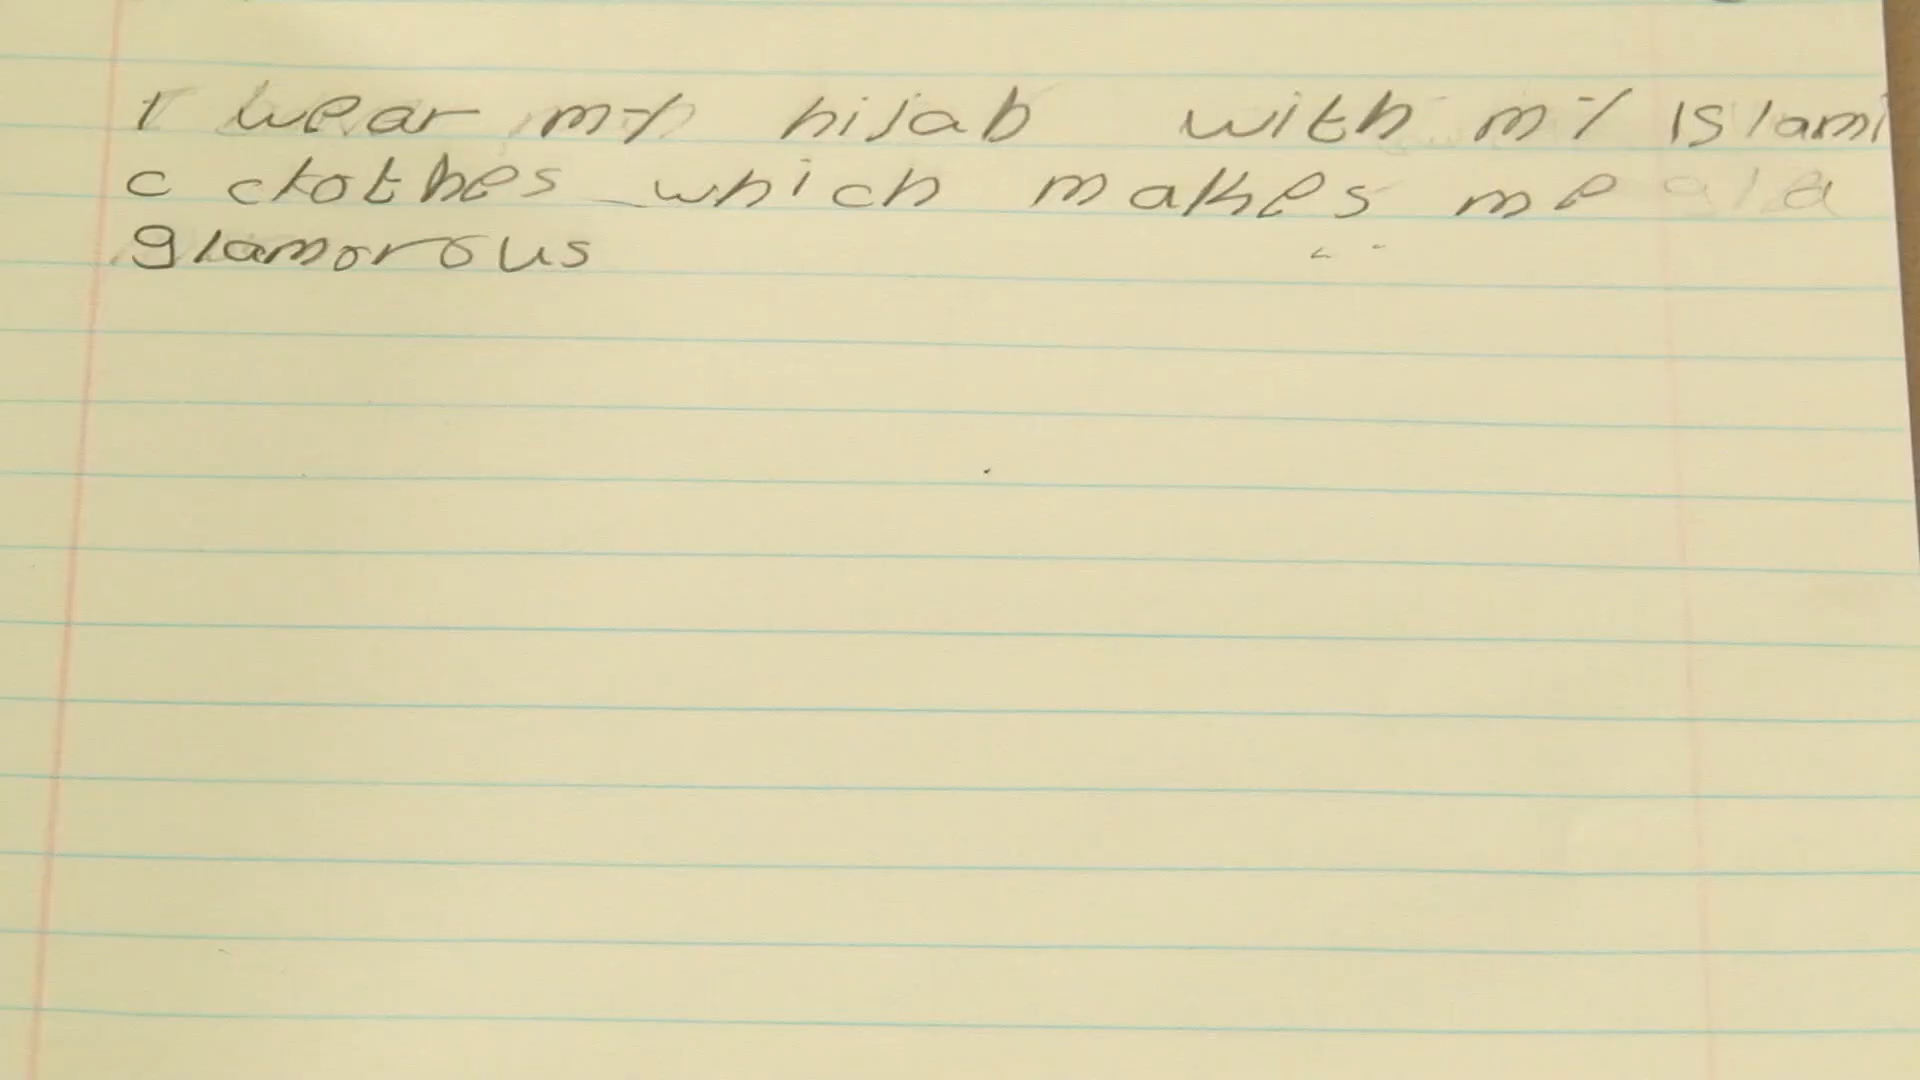 I wear my hijab with my Islami
c clothes which makes me
glamorous